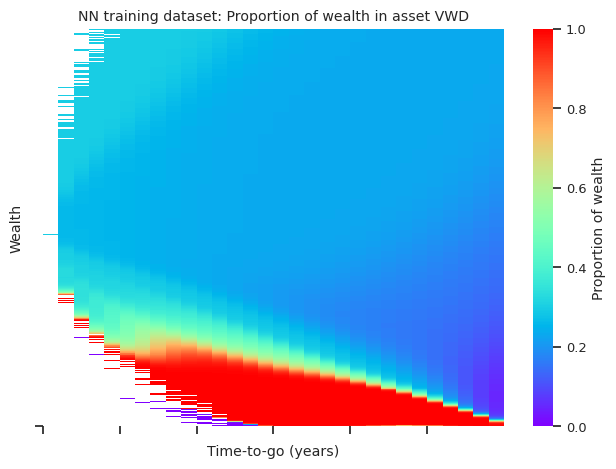 NN training dataset: Proportion of wealth in asset VWD
Wealth
Time-to-go (years)
1.0
0.8
0.6
0.4
0.2
0.0
Proportion of wealth